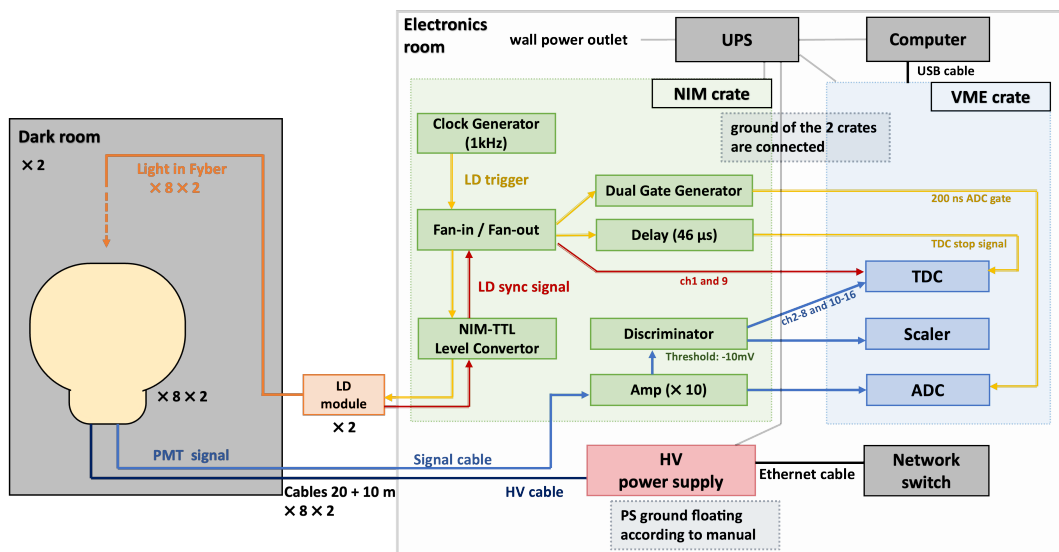 Electronics
room
wall power outlet
UPS
Computer
USB cable
NIM crate
VME crate
Dark room
× 2
Clock Generator
(1kHz)
ground of the 2 crates
are connected
Light in Fyber
× 8 × 2
LD trigger
Dual Gate Generator
200 ns ADC gate
Fan-in / Fan-out
Delay (46 μs)
TDC stop signal
LD sync signal
ch1 and 9
TDC
ch2-8 and 10-16
NIM-TTL
Level Convertor
Discriminator
Scaler
Threshold: -10mV
× 8 × 2
LD
module
× 2
Amp (× 10)
ADC
PMT signal
Signal cable
HV
power supply
Ethernet cable
Network
switch
Cables 20 + 10 m
× 8 × 2
HV cable
PS ground floating
according to manual